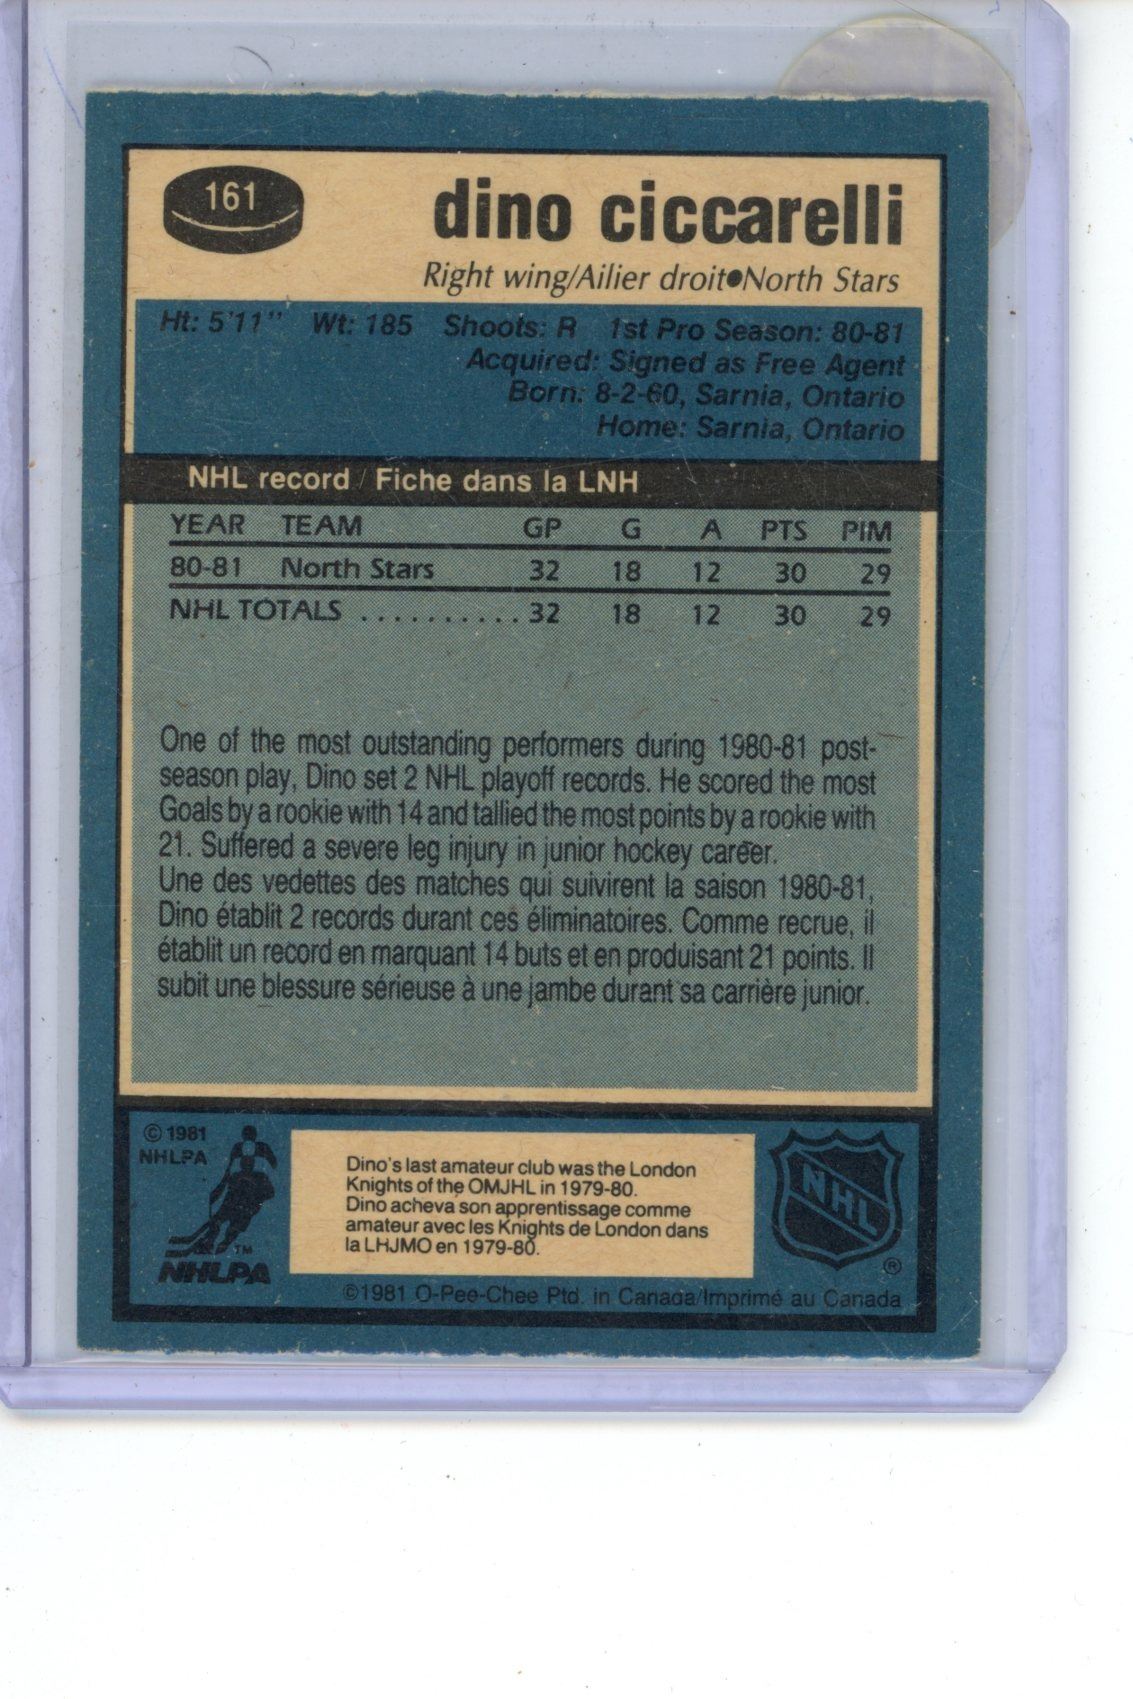 161
dino ciccarelli
Right wing/Ailier droit●North Stars
Ht: 5'11" Wt: 185 Shoots: R 1st Pro Season: 80-81
Acquired: Signed as Free Agent
Born: 8-2-60, Sarnia, Ontario
Home: Sarnia, Ontario
NHL record / Fiche dans la LNH
YEAR TEAM GP G A PTS PIM
80-81 North Stars 32 18 12 30 29
NHL TOTALS .......... 32 18 12 30 29
One of the most outstanding performers during 1980-81 post-
season play, Dino set 2 NHL playoff records. He scored the most
Goals by a rookie with 14 and tallied the most points by a rookie with
21. Suffered a severe leg injury in junior hockey career.
Une des vedettes des matches qui suivirent la saison 1980-81,
Dino établit 2 records durant ces éliminatoires. Comme recrue, il
établit un record en marquant 14 buts et en produisant 21 points. Il
subit une blessure sérieuse à une jambe durant sa carrière junior.
© 1981
NHLPA
TM
NHLPA
Dino's last amateur club was the London
Knights of the OMJHL in 1979-80.
Dino acheva son apprentissage comme
amateur avec les Knights de London dans
la LHJMO en 1979-80.
NHL
®
©1981 O-Pee-Chee Ptd. in Canada/Imprimé au Canada